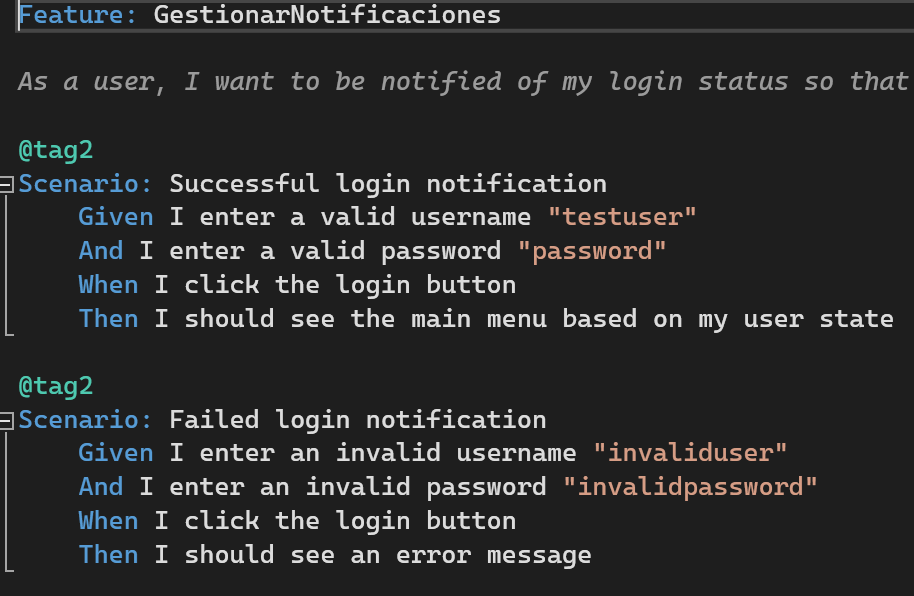 Feature: GestionarNotificaciones
As a user, I want to be notified of my login status so that
@tag2
Scenario: Successful login notification
Given I enter a valid username "testuser"
And I enter a valid password "password"
When I click the login button
Then I should see the main menu based on my user state
@tag2
Scenario: Failed login notification
Given I enter an invalid username "invaliduser"
And I enter an invalid password "invalidpassword"
When I click the login button
Then I should see an error message